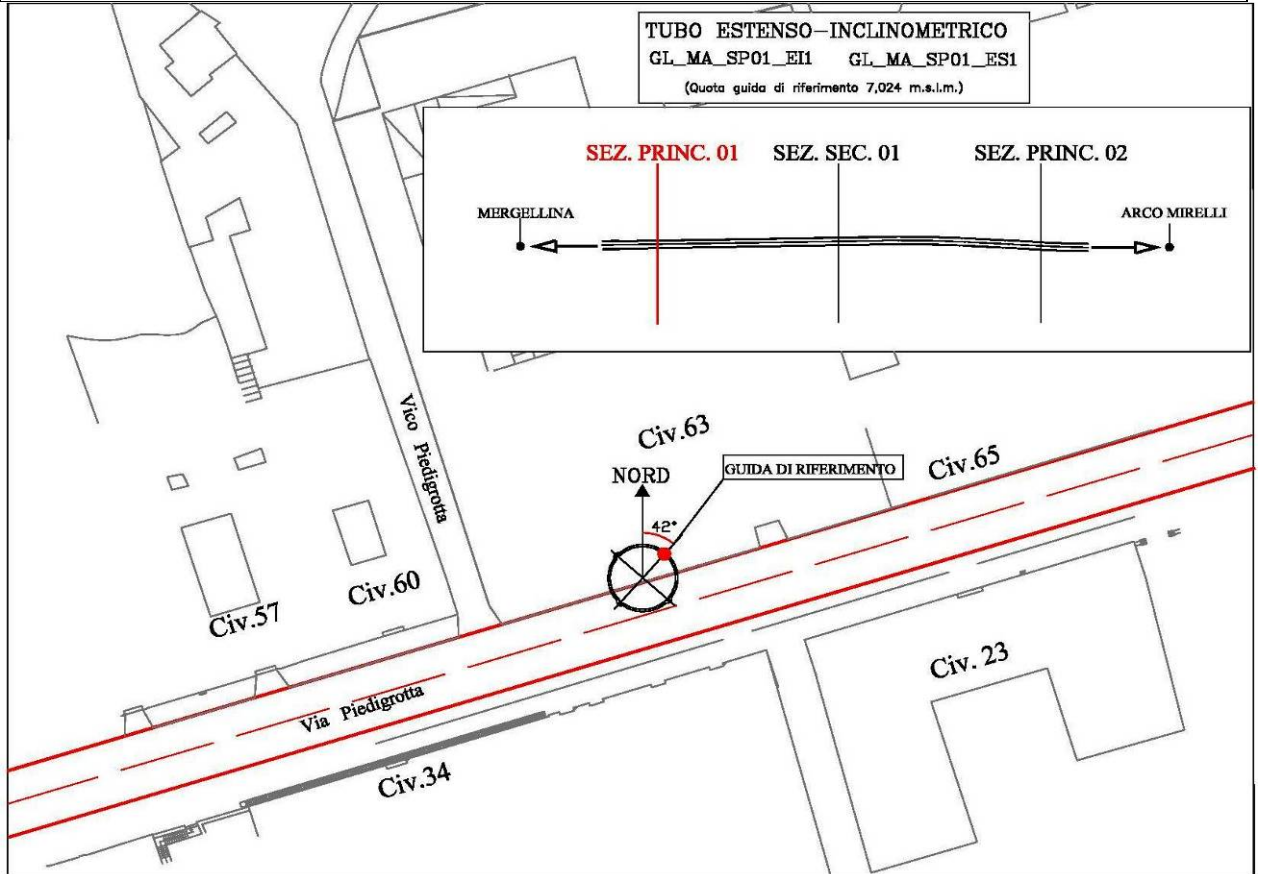 TUBO ESTENSO-INCLINOMETRICO
GL_MA_SP01_EI1 GL_MA_SP01_ES1
(Quota guida di riferimento 7,024 m.s.l.m.)
SEZ. PRINC. 01 SEZ. SEC. 01 SEZ. PRINC. 02
MERGELLINA
ARCO MIRELLI
Vico Piedigrotta
Civ.63
NORD
GUIDA DI RIFERIMENTO
Civ.65
42°
Civ.60
Civ.57
Civ. 23
Via Piedigrotta
Civ.34